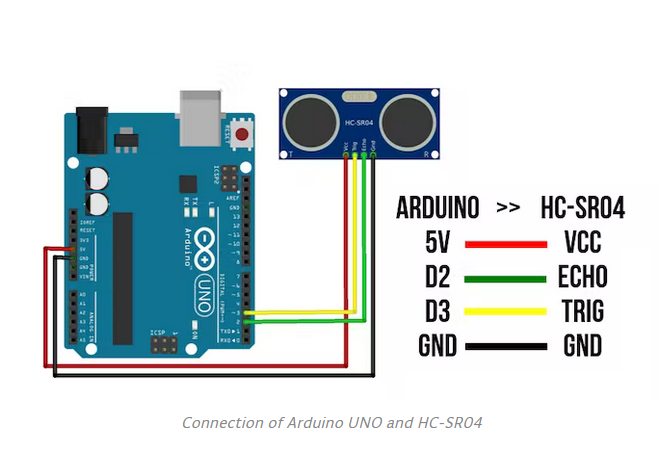 RESET
ICSP2
AREF
GND
13
12
~11
~10
~9
8
7
~6
~5
4
~3
2
TXD▶1
RXD◀0
DIGITAL (PWM=~)
L
TX
RX
Arduino™
UNO
ON
ICSP
IOREF
RESET
3V3
5V
GND
GND
VIN
POWER
A0
A1
A2
A3
A4
A5
ANALOG IN
HC-SR04
Vcc
Trig
Echo
Gnd
T
R
ARDUINO >> HC-SR04
5V VCC
D2 ECHO
D3 TRIG
GND GND
Connection of Arduino UNO and HC-SR04